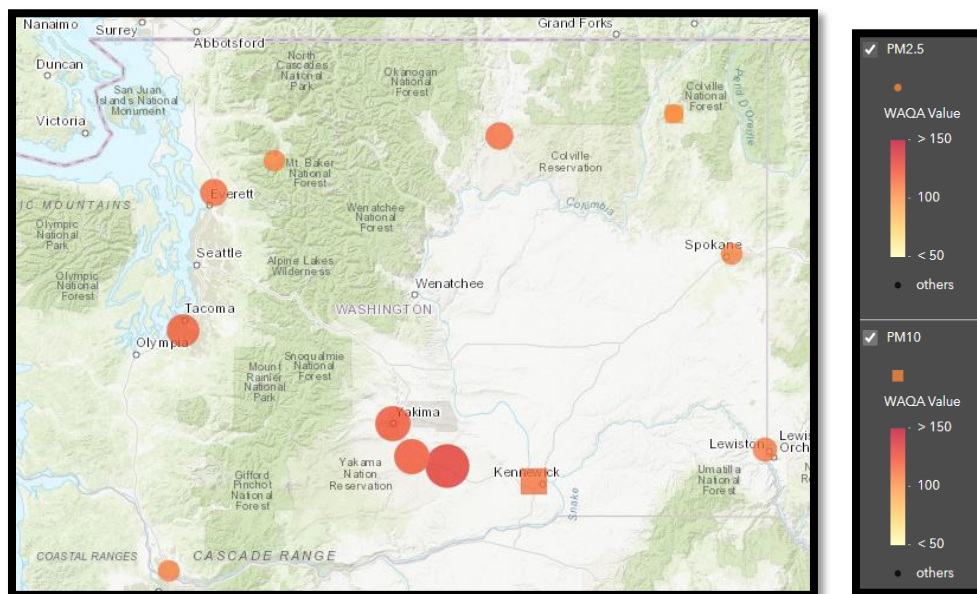 Nanaimo
Surrey
Grand Forks
Abbotsford
Duncan
North
Cascades
National
Park
Okanogan
National
Forest
Colville
National
Forest
Pend D'Oreille
San Juan
Islands National
Monument
Victoria
Mt. Baker
National
Forest
Colville
Reservation
Everett
IC MOUNTAINS
Olympic
National
Park
Wenatchee
National
Forest
Columbia
Seattle
Spokane
Alpine Lakes
Wilderness
Olympic
National
Forest
Wenatchee
Tacoma
WASHINGTON
Olympia
Snoqualmie
National
Forest
Mount
Rainier
National
Park
Yakima
Lewiston
Lewis
Orch
Yakama
Nation
Reservation
Kennewick
Umatilla
National
Forest
N
R
Gifford
Pinchot
National
Forest
Snake
COASTAL RANGES
CASCADE RANGE
PM2.5
WAQA Value
> 150
100
< 50
others
PM10
WAQA Value
> 150
100
< 50
others